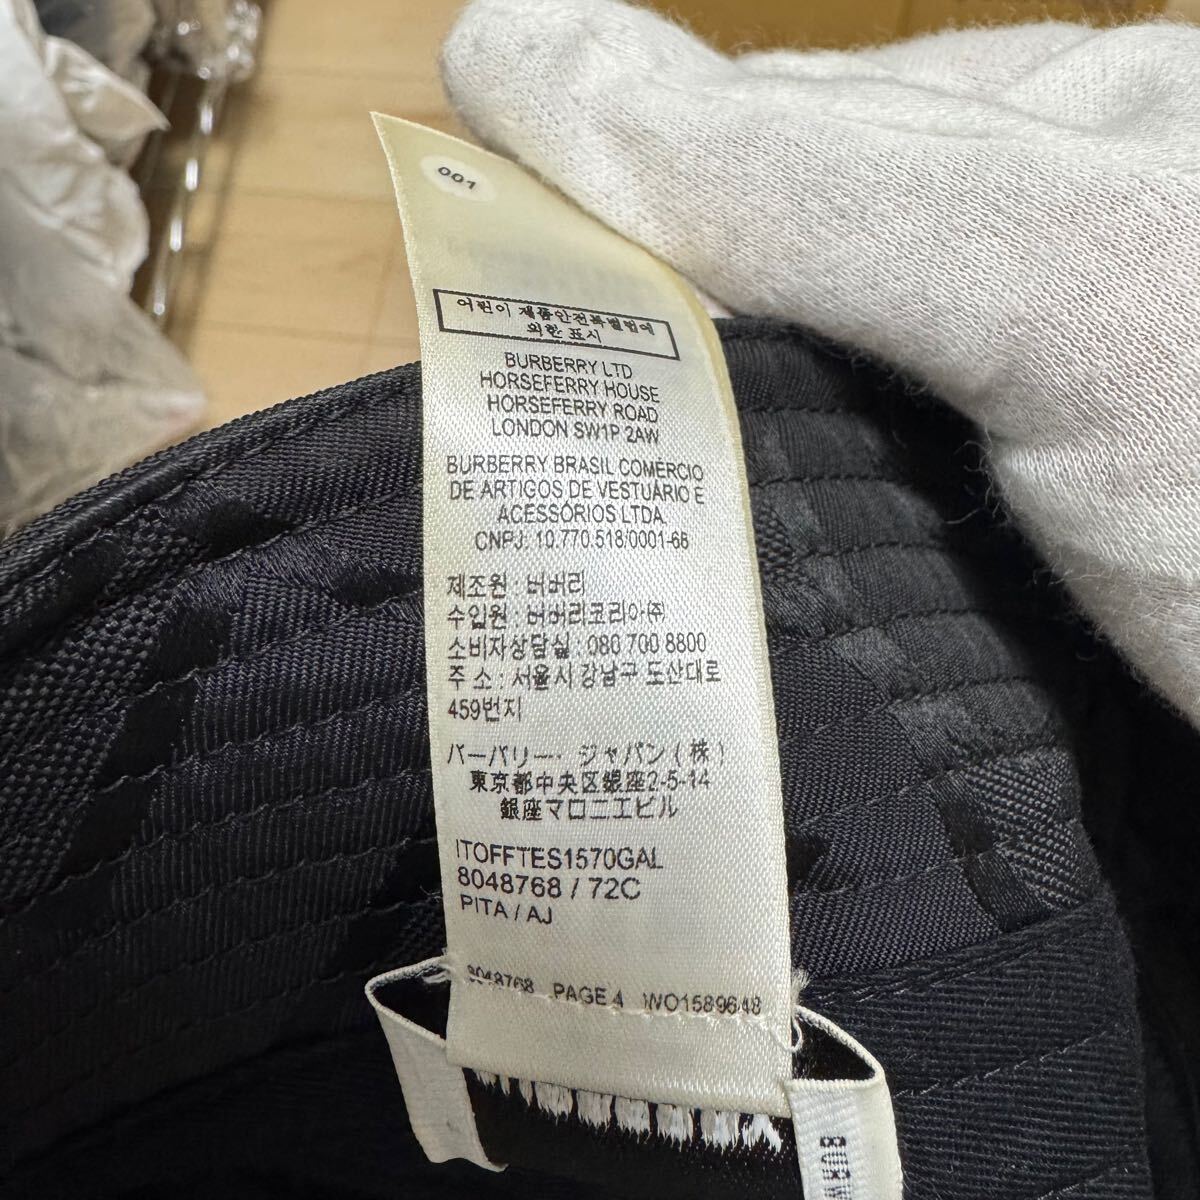 001
어린이 제품안전특별법에
의한 표시
BURBERRY LTD
HORSEFERRY HOUSE
HORSEFERRY ROAD
LONDON SW1P 2AW
BURBERRY BRASIL COMÉRCIO
DE ARTIGOS DE VESTUÁRIO E
ACESSÓRIOS LTDA
CNPJ: 10.770.518/0001-66
제조원 버버리
수입원 버버리코리아㈜
소비자상담실 : 080 700 8800
주 소 : 서울시 강남구 도산대로
459번지
バーバリー・ジャパン(株)
東京都中央区銀座2-5-14
銀座マロニエビル
ITOFFTES1570GAL
8048768 / 72C
PITA / AJ
8048768 PAGE 4 WO1589648